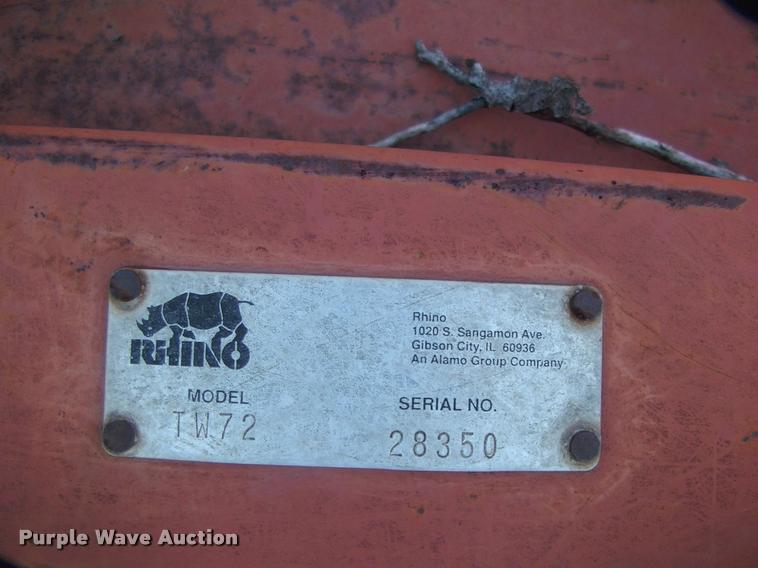 RHINO
Rhino
1020 S. Sangamon Ave.
Gibson City, IL 60936
An Alamo Group Company
MODEL
TW72
SERIAL NO.
28350
Purple Wave Auction